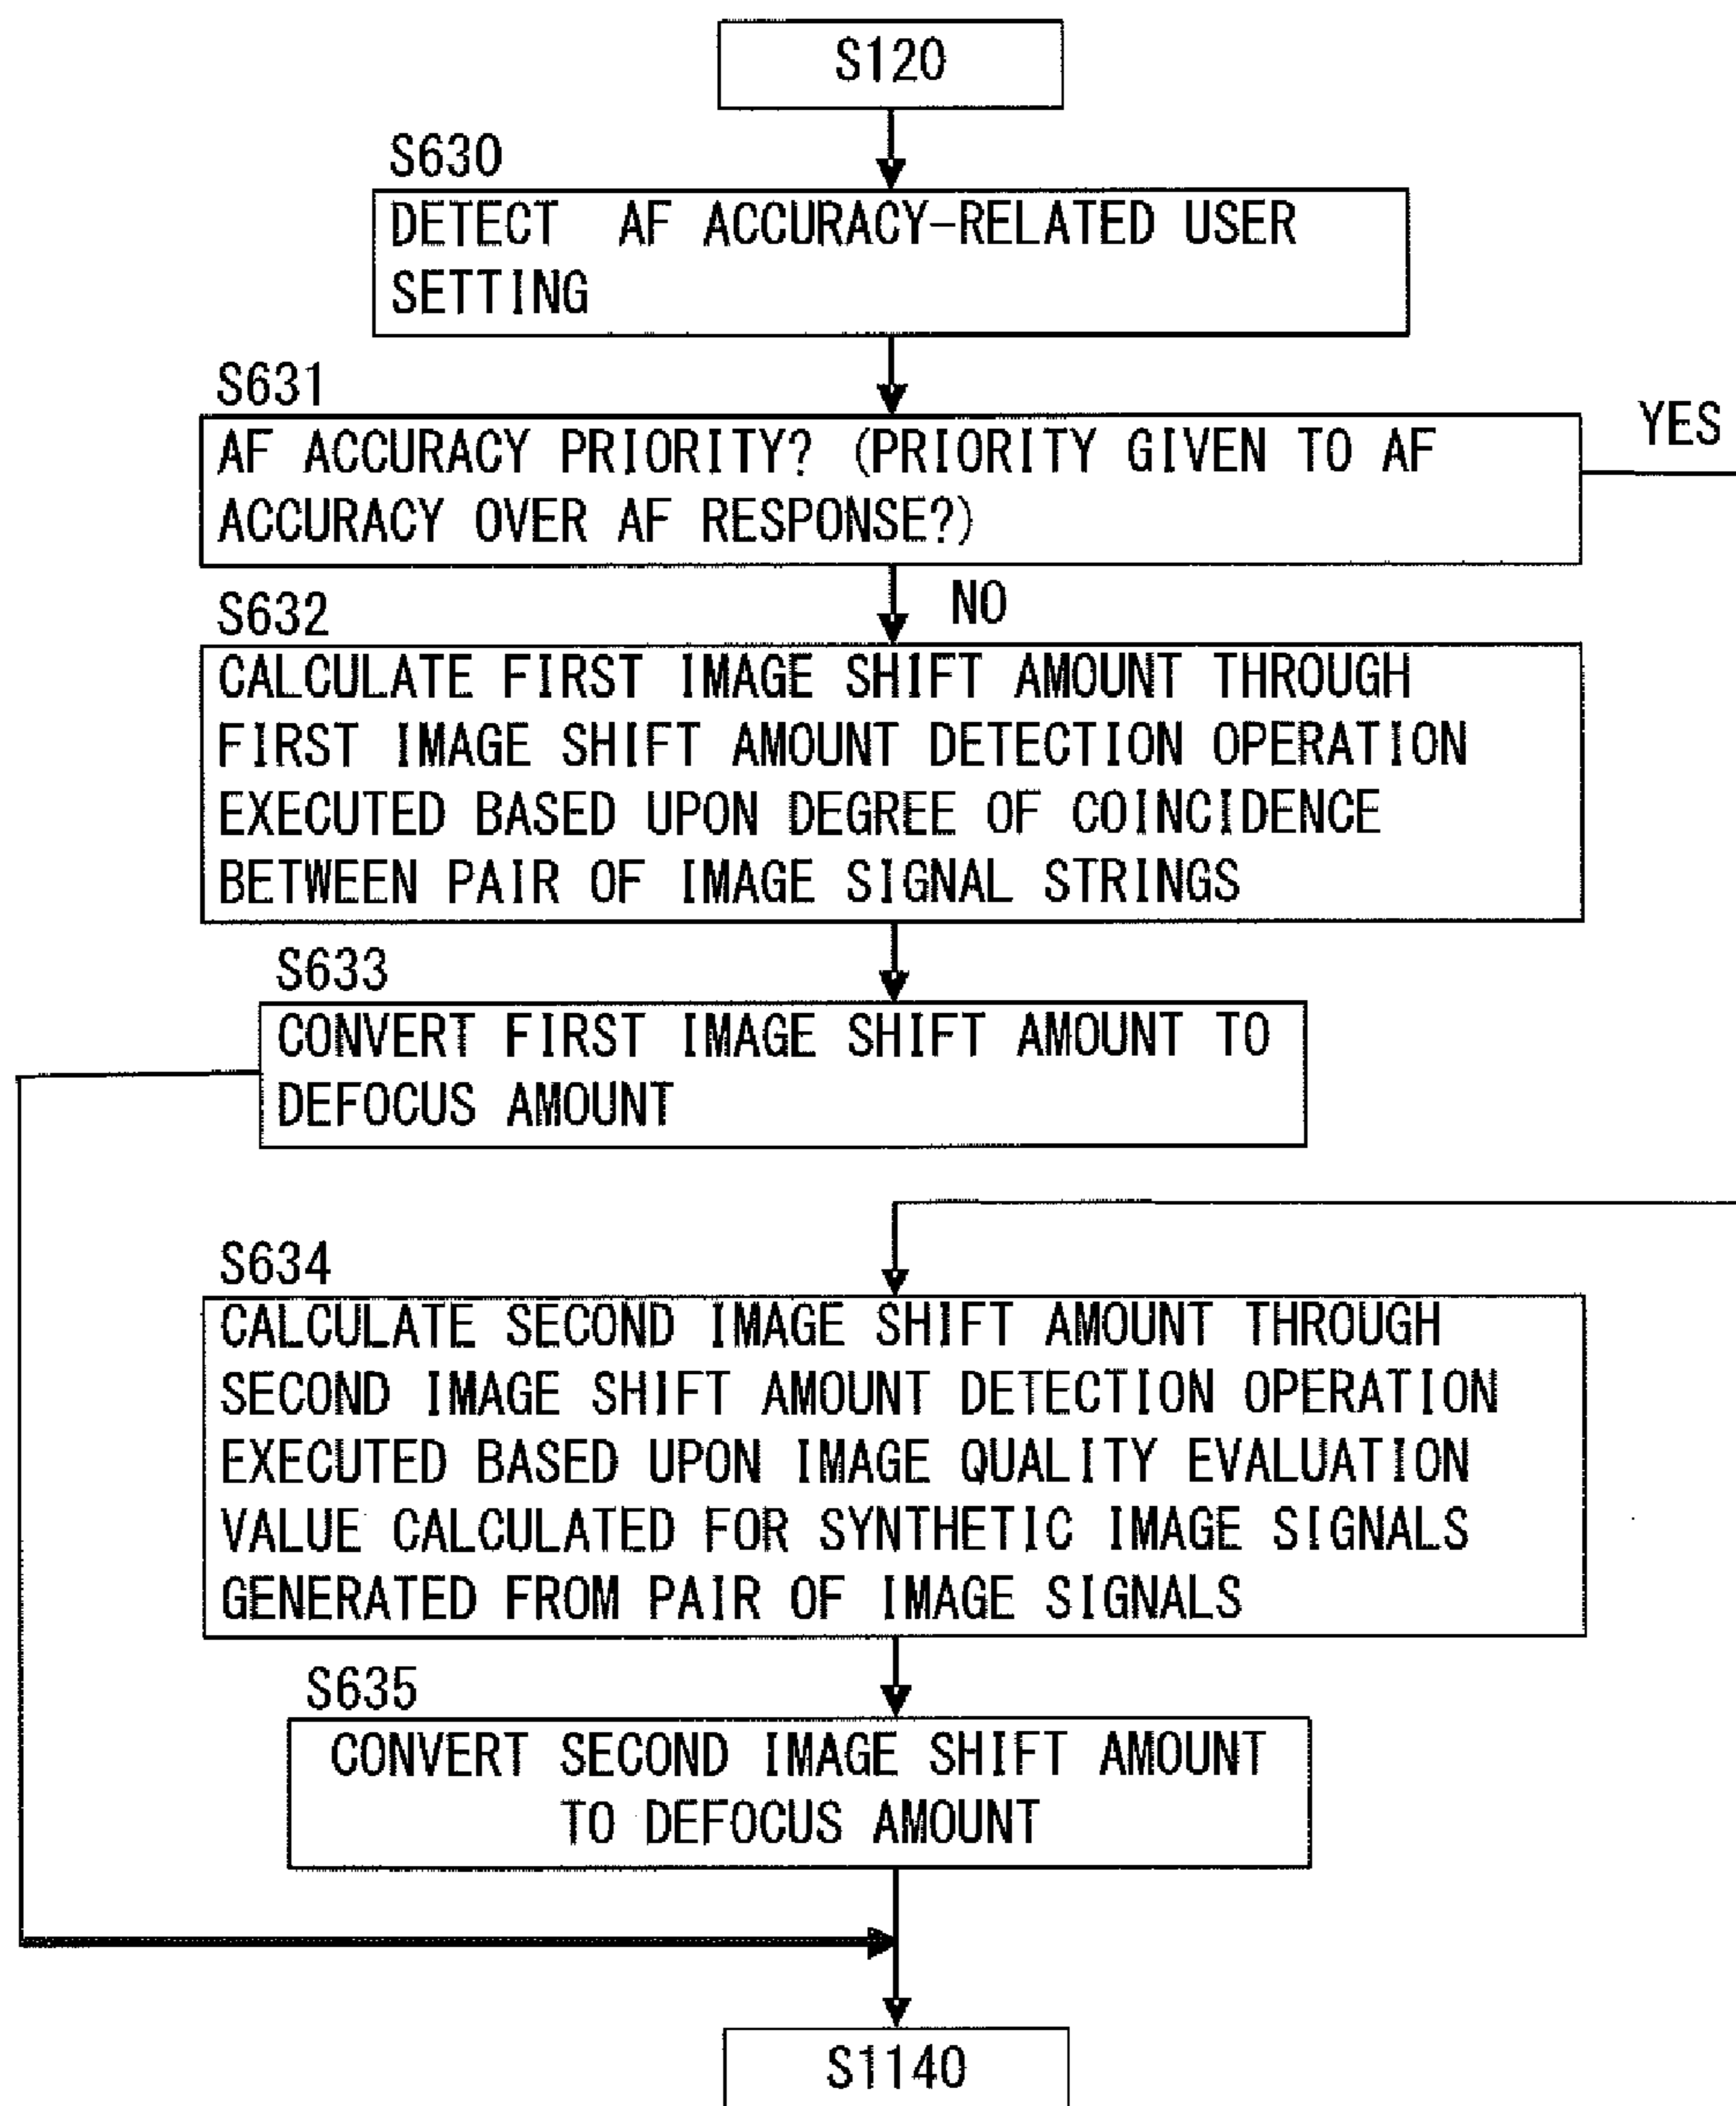 S120
S630
DETECT AF ACCURACY-RELATED USER
SETTING
S631
AF ACCURACY PRIORITY? (PRIORITY GIVEN TO AF
ACCURACY OVER AF RESPONSE?)
YES
NO
S632
CALCULATE FIRST IMAGE SHIFT AMOUNT THROUGH
FIRST IMAGE SHIFT AMOUNT DETECTION OPERATION
EXECUTED BASED UPON DEGREE OF COINCIDENCE
BETWEEN PAIR OF IMAGE SIGNAL STRINGS
S633
CONVERT FIRST IMAGE SHIFT AMOUNT TO
DEFOCUS AMOUNT
S634
CALCULATE SECOND IMAGE SHIFT AMOUNT THROUGH
SECOND IMAGE SHIFT AMOUNT DETECTION OPERATION
EXECUTED BASED UPON IMAGE QUALITY EVALUATION
VALUE CALCULATED FOR SYNTHETIC IMAGE SIGNALS
GENERATED FROM PAIR OF IMAGE SIGNALS
S635
CONVERT SECOND IMAGE SHIFT AMOUNT
TO DEFOCUS AMOUNT
S1140